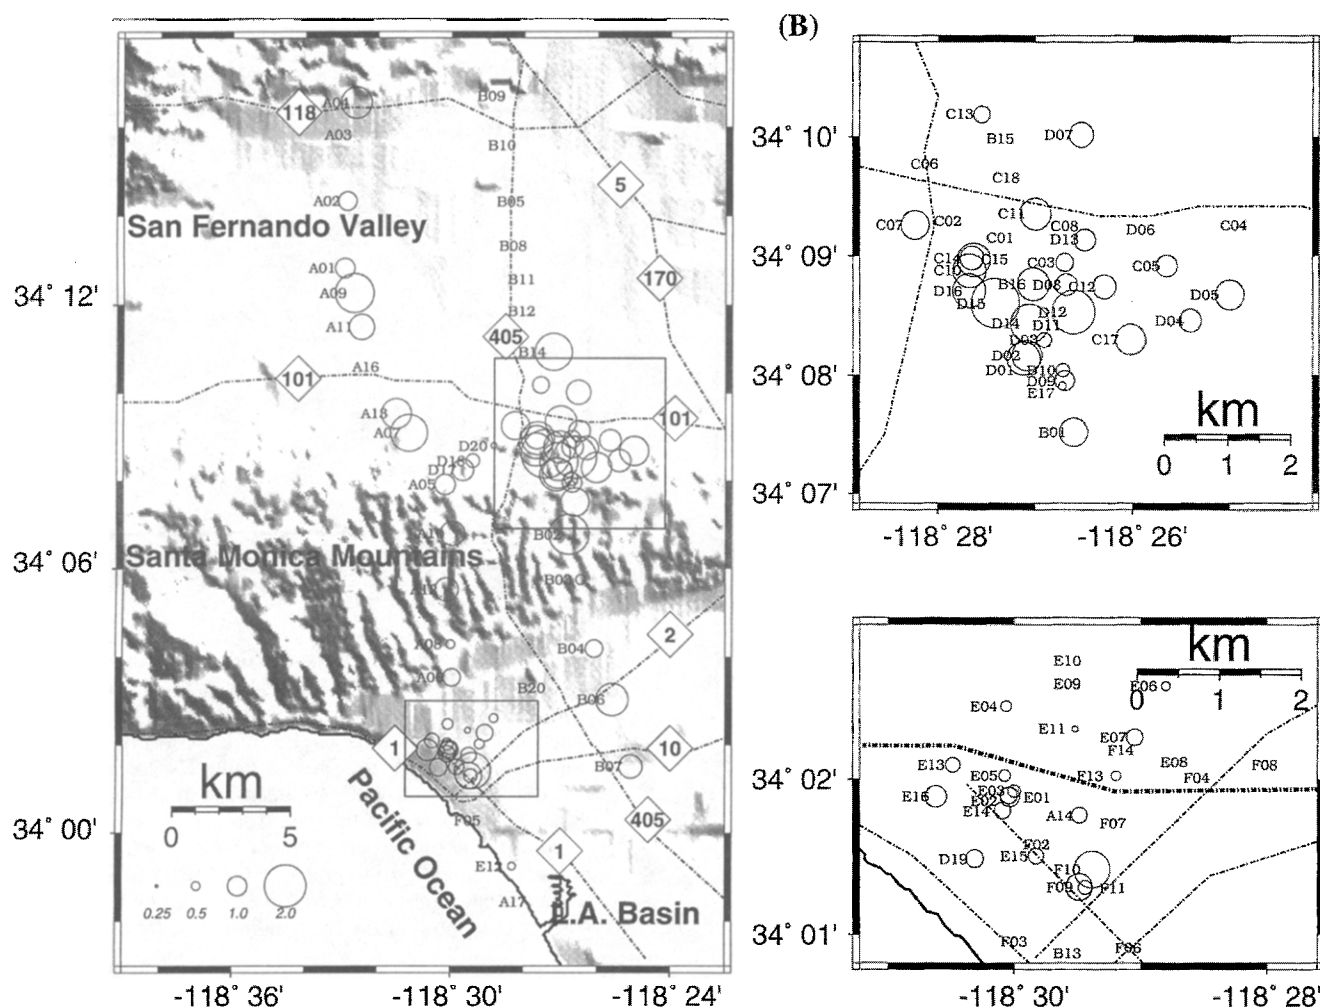 (B)
118
A04
A03
B09
B10
5
A02
B05
San Fernando Valley
B08
A01
B11
170
A09
34° 12'
B12
A11
405
B14
A16
101
A13
101
D20
D18
D17
A05
B02
Santa Monica Mountains
B03
A12
2
A08
B04
A06
B20
B06
1
10
B07
km
0 5
Pacific Ocean
F05
405
34° 00'
34° 06'
1
E12
0.25 0.5 1.0 2.0
A17
L.A. Basin
-118° 36' -118° 30' -118° 24'
34° 10'
C13
B15
D07
C06
C18
C11
C07
C02
C08
D06
C04
C01
D13
34° 09'
C14
C15
C03
C05
C10
B16
D08
C12
D16
D15
D05
D12
D14
D11
D04
D03
C17
D02
D01
D10
34° 08'
D09
E17
km
B01
0 1 2
34° 07'
-118° 28' -118° 26'
km
0 1 2
E10
E09
E06
E04
E11
E07
F14
E13
E08
F08
E05
F13
F04
34° 02'
E03
E16
E02
E01
E14
A14
F07
F02
D19
E15
F10
F09
F11
34° 01'
F03
F06
B13
-118° 30' -118° 28'